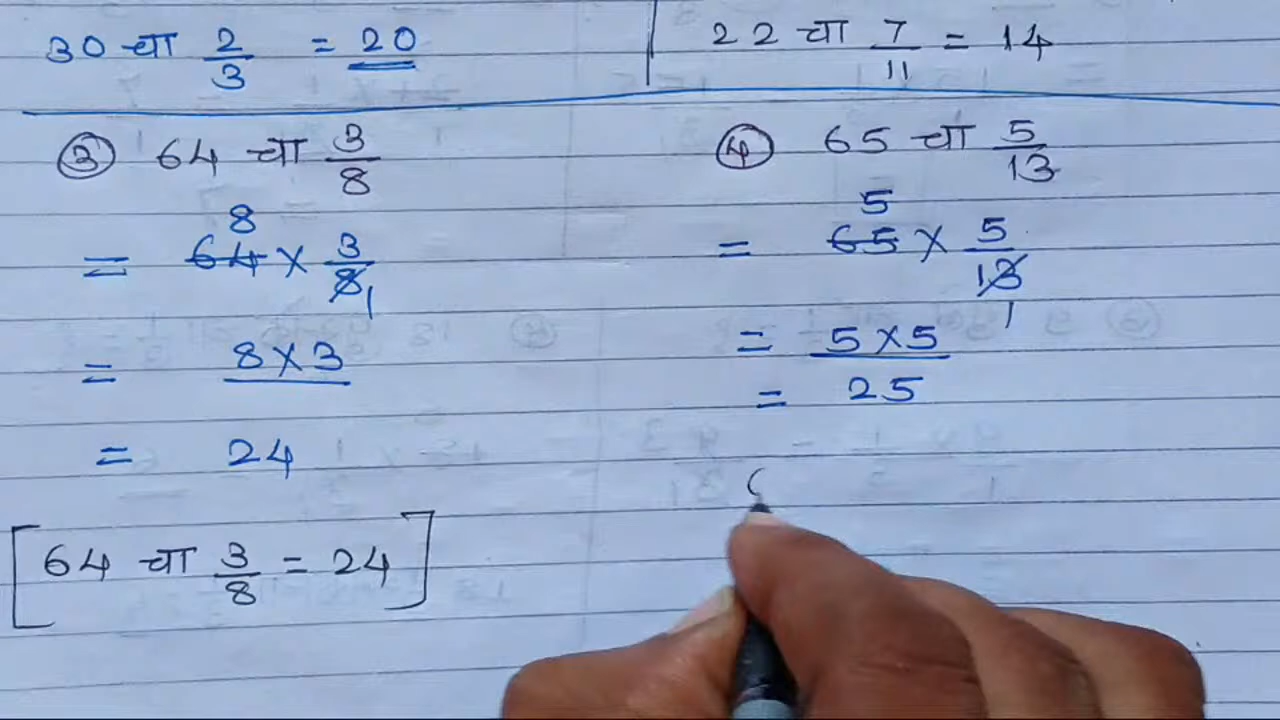 30 चा 2/3 = 20
22 चा 7/11 = 14
③ 64 चा 3/8
8
= 64 × 3/8 1
= 8 × 3
= 24
[64 चा 3/8 = 24]
④ 65 चा 5/13
5
= 65 × 5/13
1
= 5 × 5
= 25